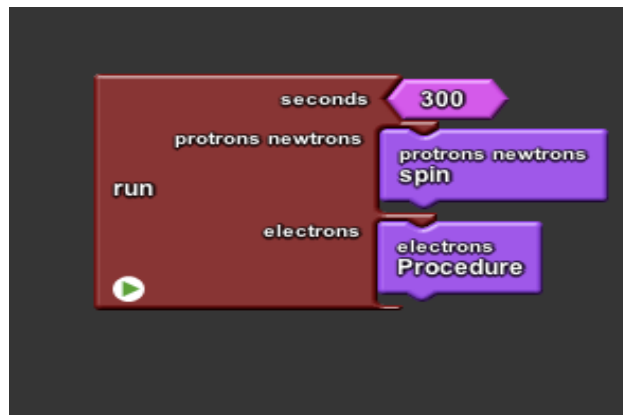 seconds 300
protrons newtrons
protrons newtrons
spin
run
electrons
electrons
Procedure